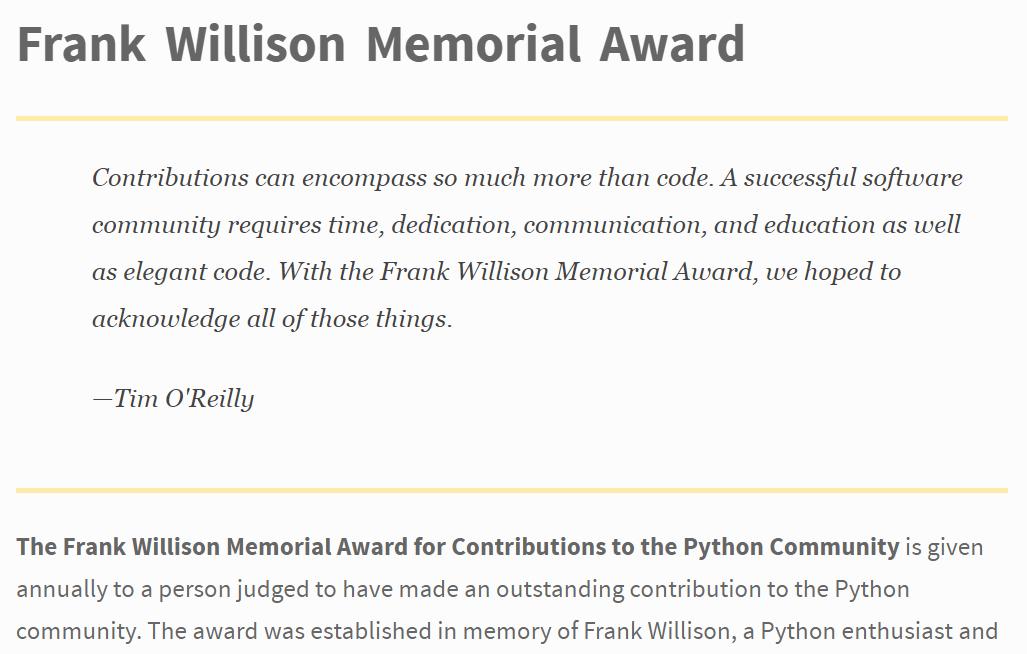 Frank Willison Memorial Award
Contributions can encompass so much more than code. A successful software
community requires time, dedication, communication, and education as well
as elegant code. With the Frank Willison Memorial Award, we hoped to
acknowledge all of those things.
—Tim O'Reilly
The Frank Willison Memorial Award for Contributions to the Python Community is given
annually to a person judged to have made an outstanding contribution to the Python
community. The award was established in memory of Frank Willison, a Python enthusiast and